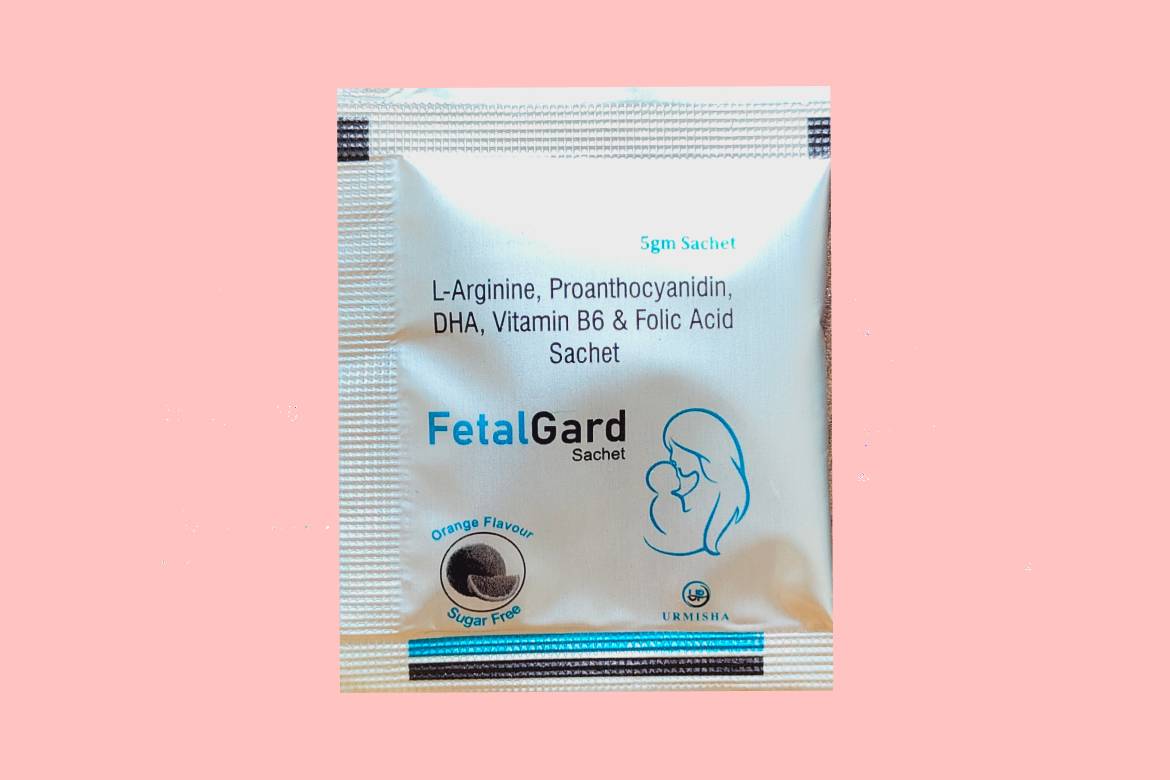 5gm Sachet
L-Arginine, Proanthocyanidin,
DHA, Vitamin B6 & Folic Acid
Sachet
FetalGard
Sachet
Orange Flavour
Sugar Free
URMISHA